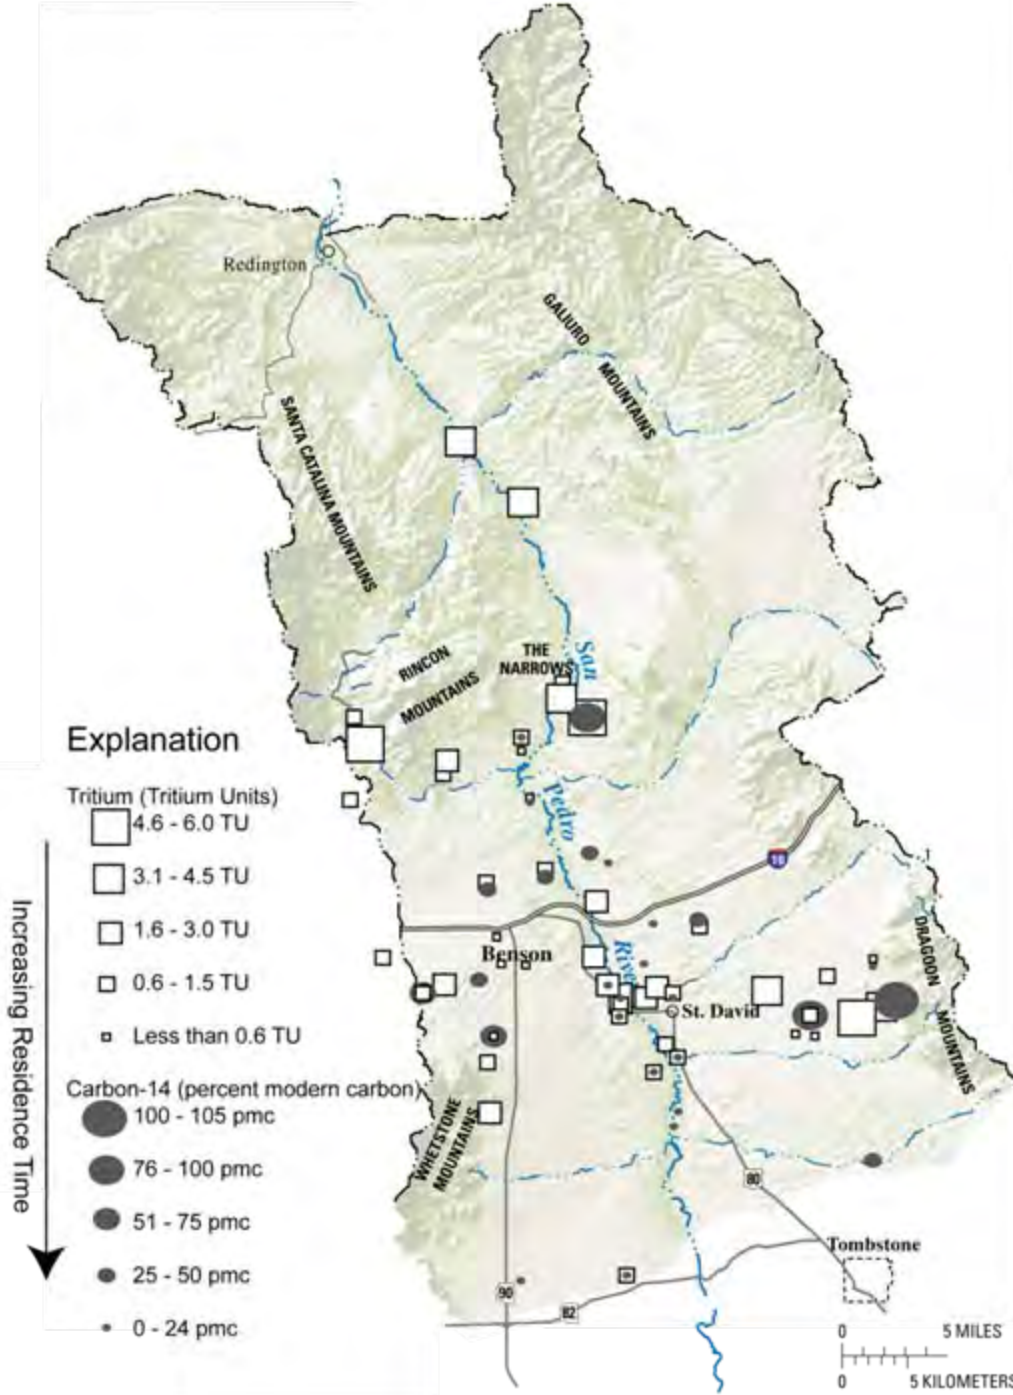 Redington
GALIURO
MOUNTAINS
SANTA CATALINA MOUNTAINS
RINCON
MOUNTAINS
THE
NARROWS
San
Pedro
River
10
Benson
St. David
DRAGOON
MOUNTAINS
WHETSTONE
MOUNTAINS
80
Tombstone
90
82
0 5 MILES
0 5 KILOMETERS
Explanation
Tritium (Tritium Units)
4.6 - 6.0 TU
3.1 - 4.5 TU
1.6 - 3.0 TU
0.6 - 1.5 TU
Less than 0.6 TU
Carbon-14 (percent modern carbon)
100 - 105 pmc
76 - 100 pmc
51 - 75 pmc
25 - 50 pmc
0 - 24 pmc
Increasing Residence Time